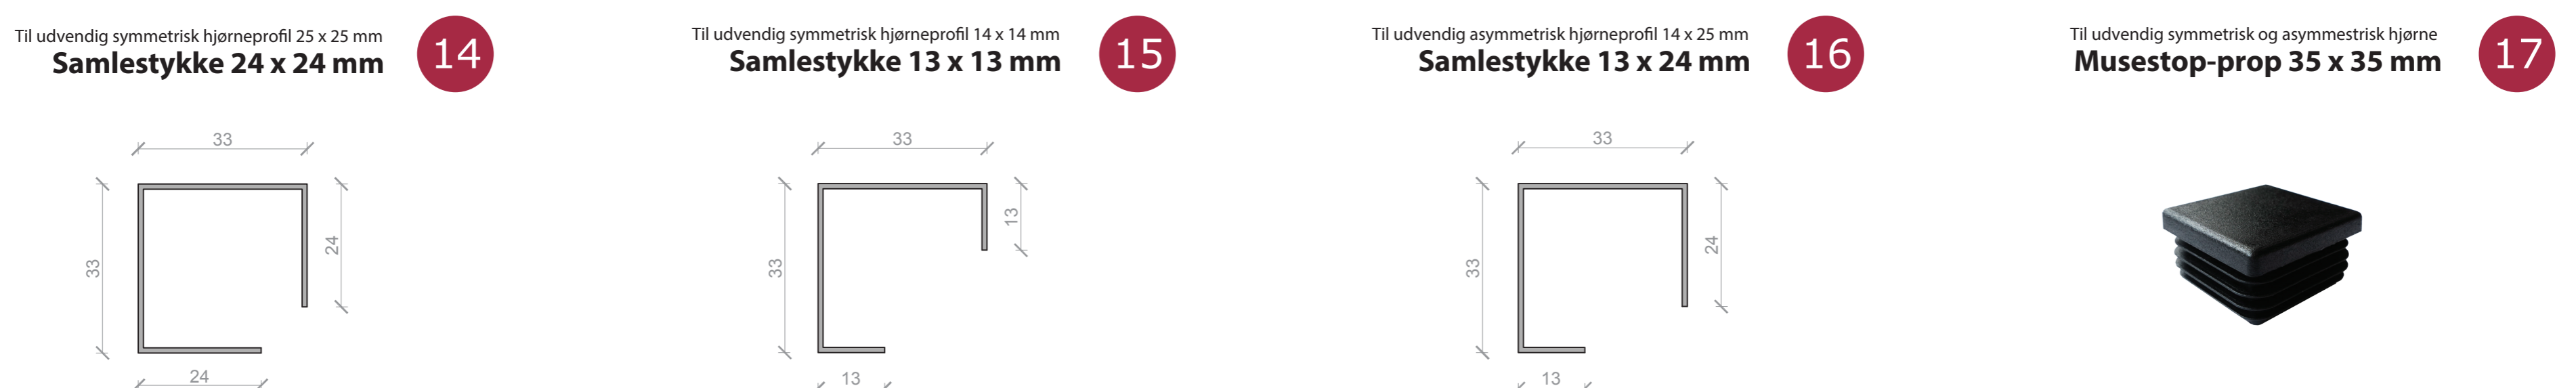 Til udvendig symmetrisk hjørneprofil 25 x 25 mm
Samlestykke 24 x 24 mm
14
33
33
24
24
Til udvendig symmetrisk hjørneprofil 14 x 14 mm
Samlestykke 13 x 13 mm
15
33
33
13
13
Til udvendig asymmetrisk hjørneprofil 14 x 25 mm
Samlestykke 13 x 24 mm
16
33
33
24
13
Til udvendig symmetrisk og asymmestrisk hjørne
Musestop-prop 35 x 35 mm
17